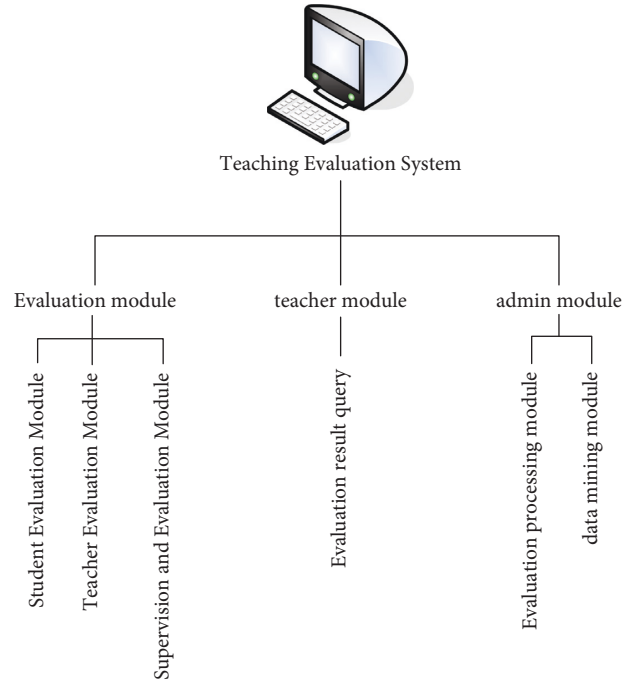 Teaching Evaluation System
Evaluation module
teacher module
admin module
Student Evaluation Module
Teacher Evaluation Module
Supervision and Evaluation Module
Evaluation result query
Evaluation processing module
data mining module